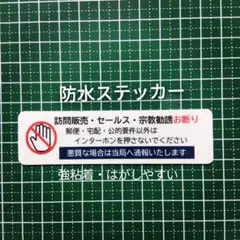 防水ステッカー
訪問販売・セールス・宗教勧誘お断り
郵便・宅配・公的要件以外は
インターホンを押さないでください
悪質な場合は当局へ通報いたします
強粘着・はがしやすい